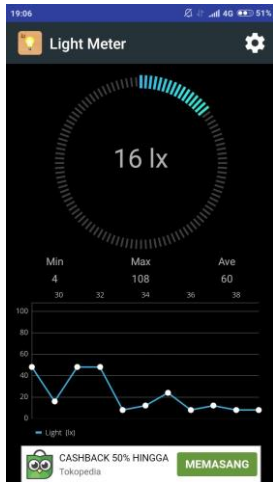 19:06 4G 51%
Light Meter
16 lx
Min Max Ave
4 108 60
30 32 34 36 38
100
80
60
40
20
0
Light (lx)
CASHBACK 50% HINGGA
Tokopedia
MEMASANG